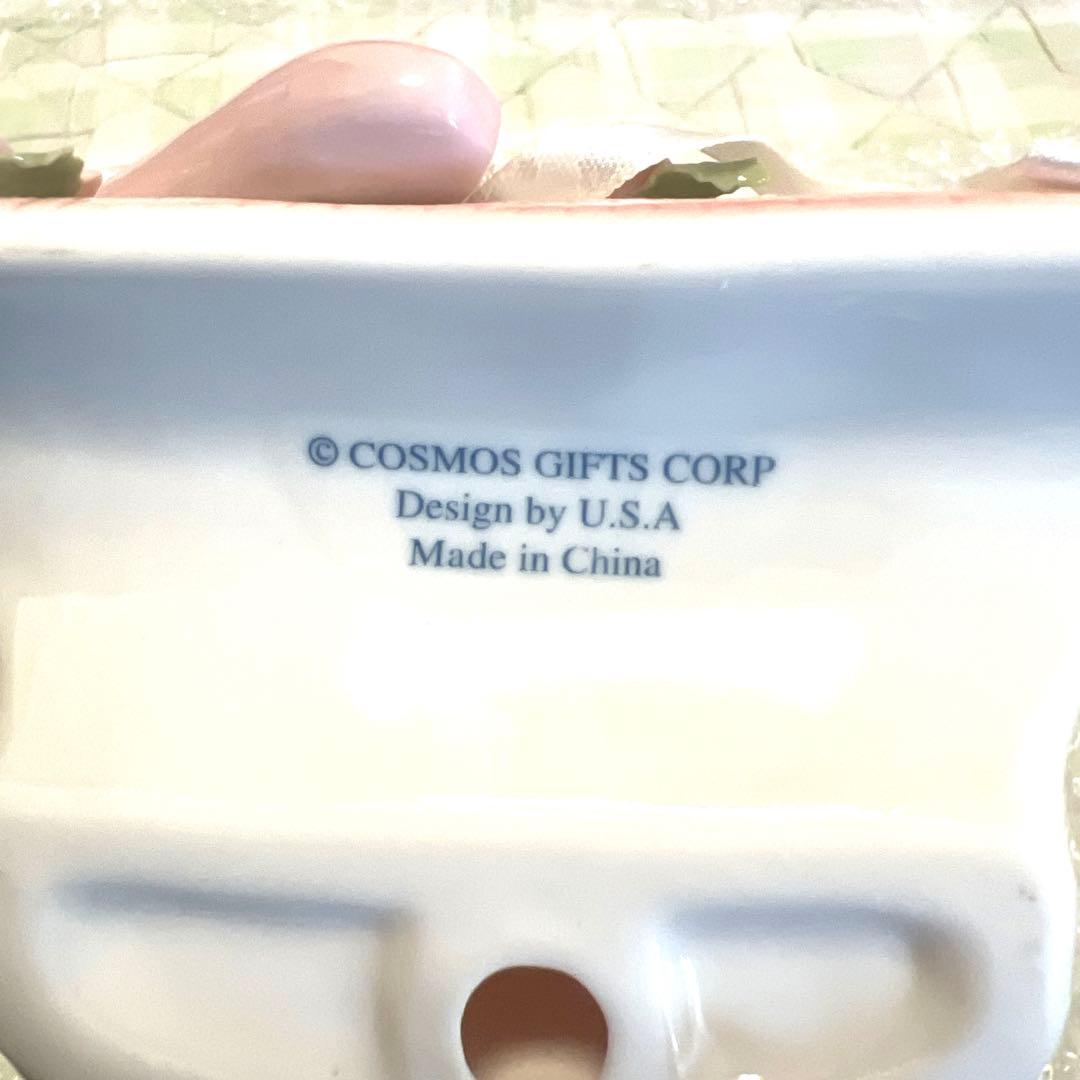 © COSMOS GIFTS CORP
Design by U.S.A
Made in China